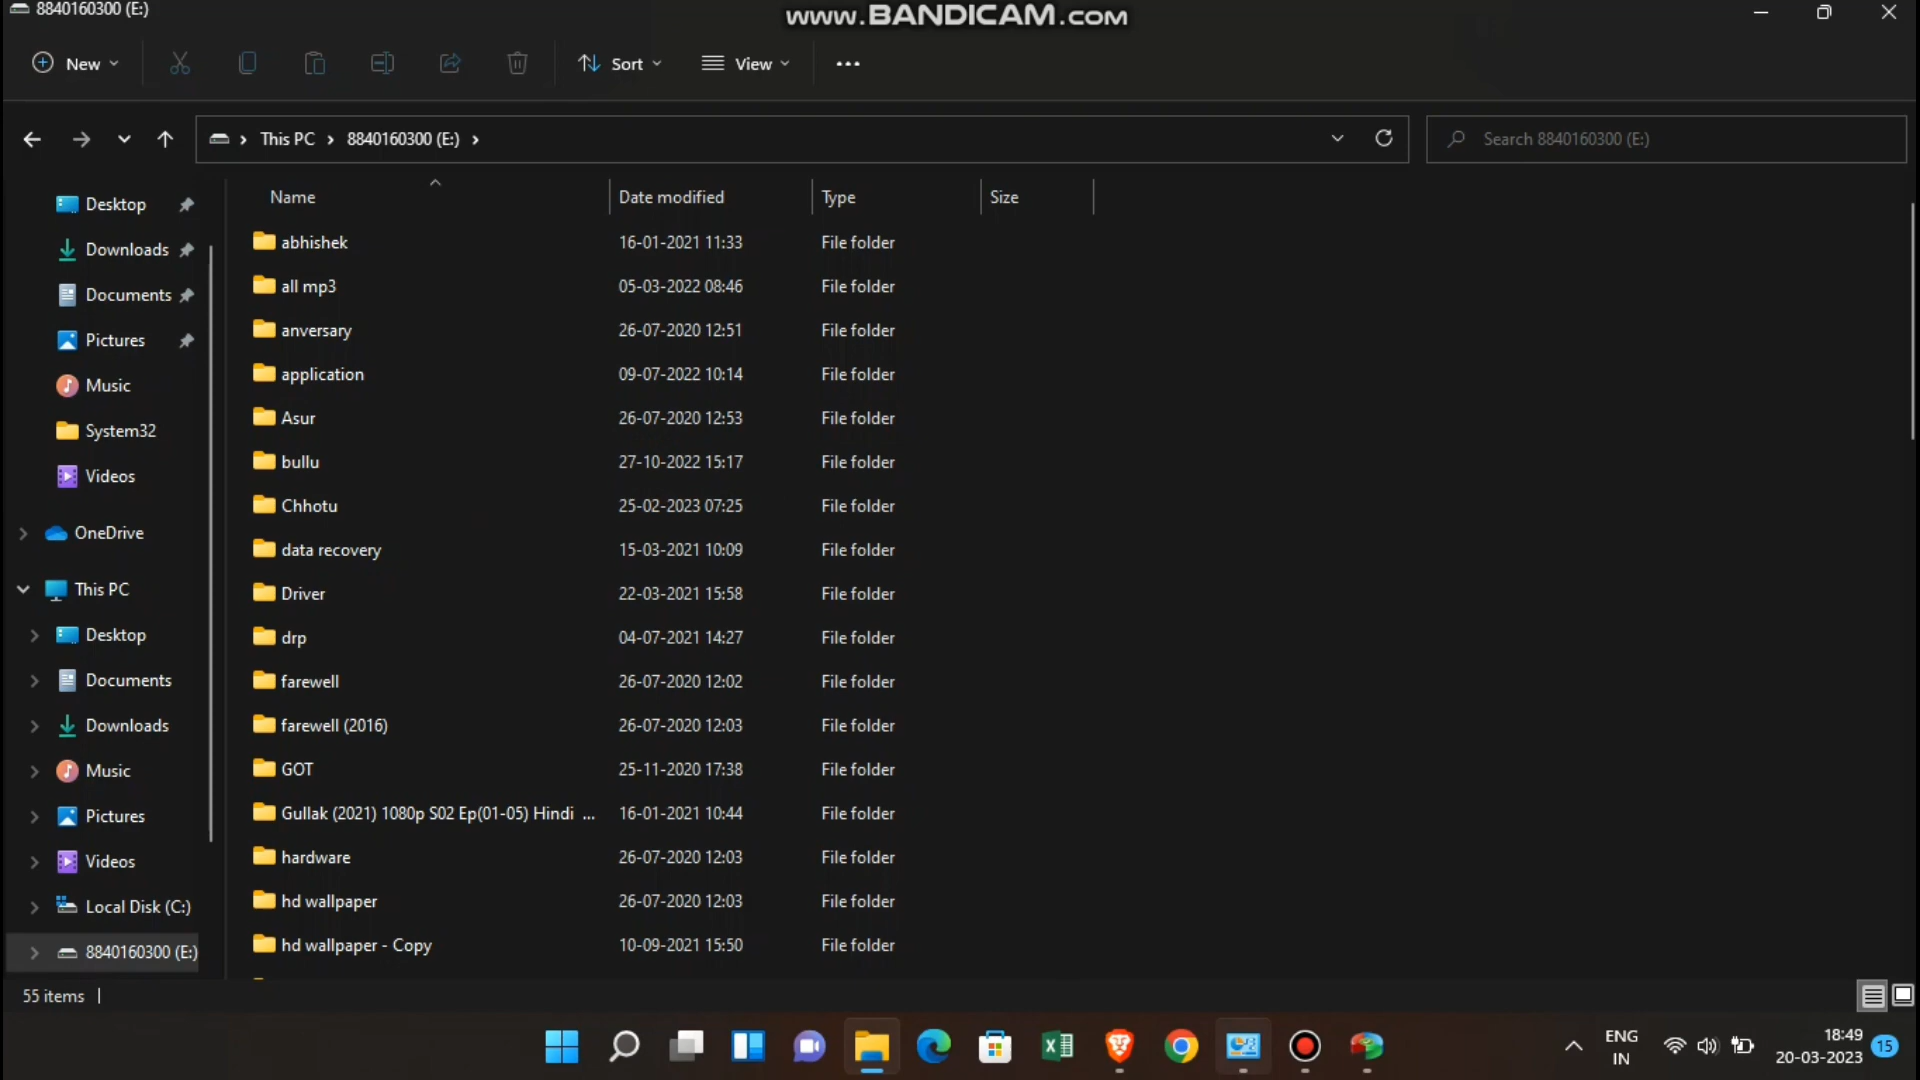 8840160300 (E:)
www.BANDICAM.com
New
Sort
View
This PC
8840160300 (E:)
Search 8840160300 (E:)
Name
Date modified
Type
Size
Desktop
Downloads
Documents
Pictures
Music
System32
Videos
OneDrive
This PC
Desktop
Documents
Downloads
Music
Pictures
Videos
Local Disk (C:)
8840160300 (E:)
abhishek 16-01-2021 11:33 File folder
all mp3 05-03-2022 08:46 File folder
anversary 26-07-2020 12:51 File folder
application 09-07-2022 10:14 File folder
Asur 26-07-2020 12:53 File folder
bullu 27-10-2022 15:17 File folder
Chhotu 25-02-2023 07:25 File folder
data recovery 15-03-2021 10:09 File folder
Driver 22-03-2021 15:58 File folder
drp 04-07-2021 14:27 File folder
farewell 26-07-2020 12:02 File folder
farewell (2016) 26-07-2020 12:03 File folder
GOT 25-11-2020 17:38 File folder
Gullak (2021) 1080p S02 Ep(01-05) Hindi ... 16-01-2021 10:44 File folder
hardware 26-07-2020 12:03 File folder
hd wallpaper 26-07-2020 12:03 File folder
hd wallpaper - Copy 10-09-2021 15:50 File folder
55 items
ENG
IN
18:49
20-03-2023
15